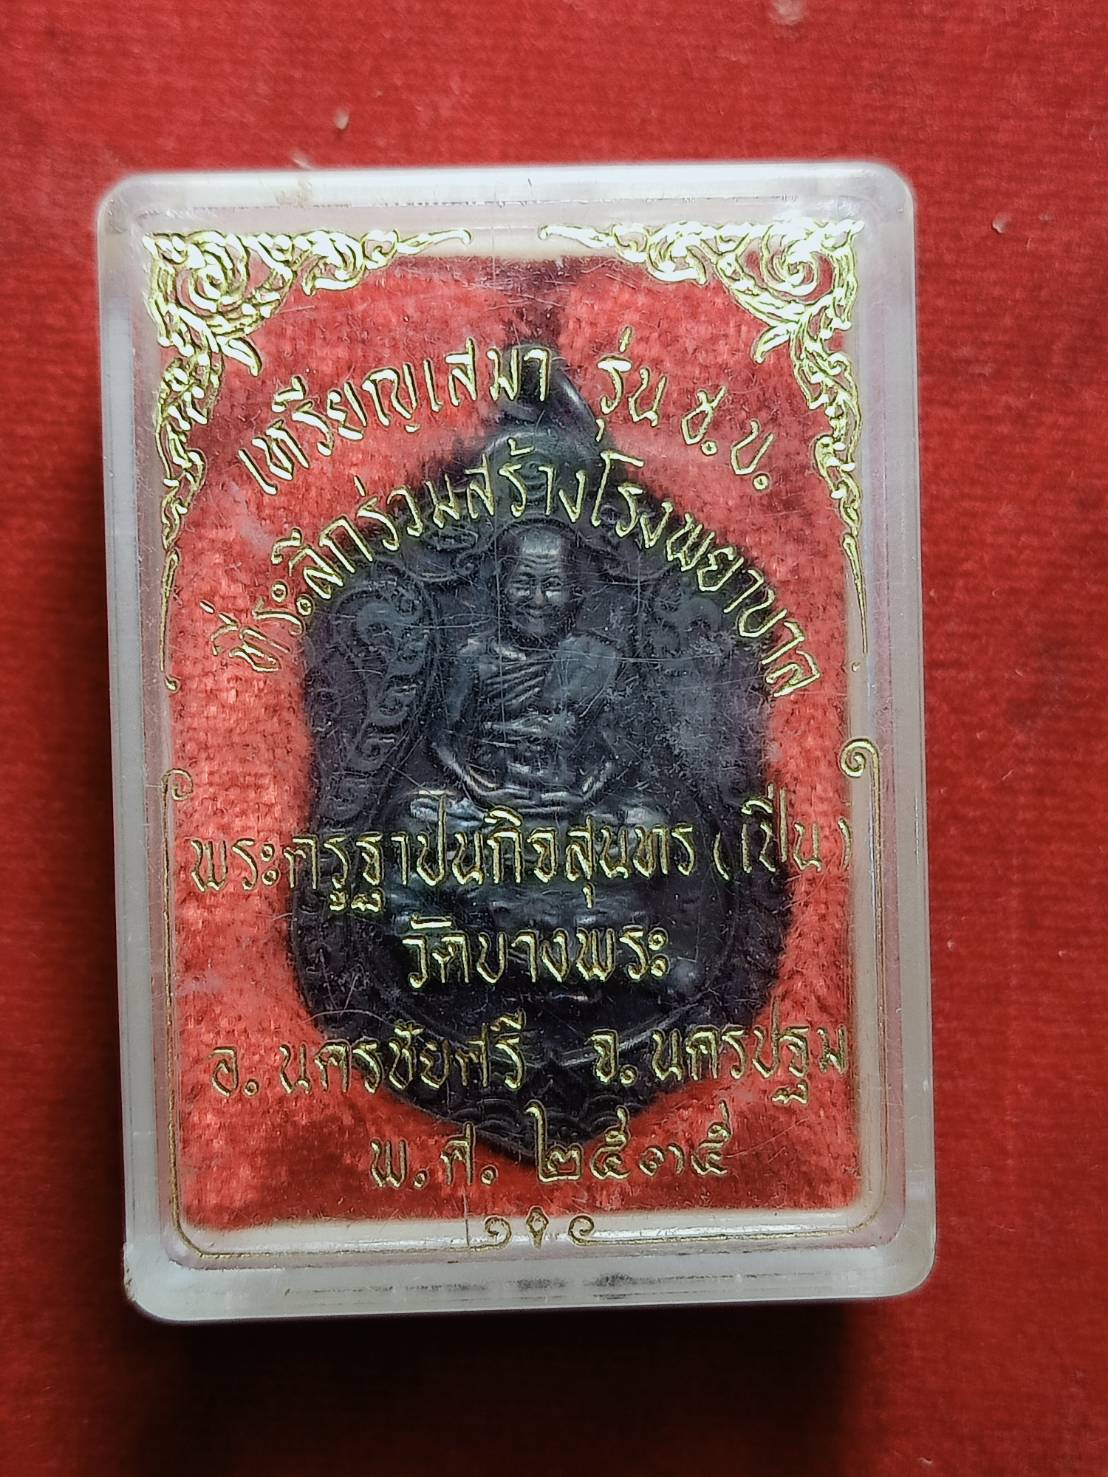 เหรียญเสมา รุ่น ช.บ.
ที่ระลึกร่วมสร้างโรงพยาบาล
พระครูฐาปนกิจสุนทร (เปิ่น)
วัดบางพระ
อ.นครชัยศรี จ.นครปฐม
พ.ศ. ๒๕๓๕